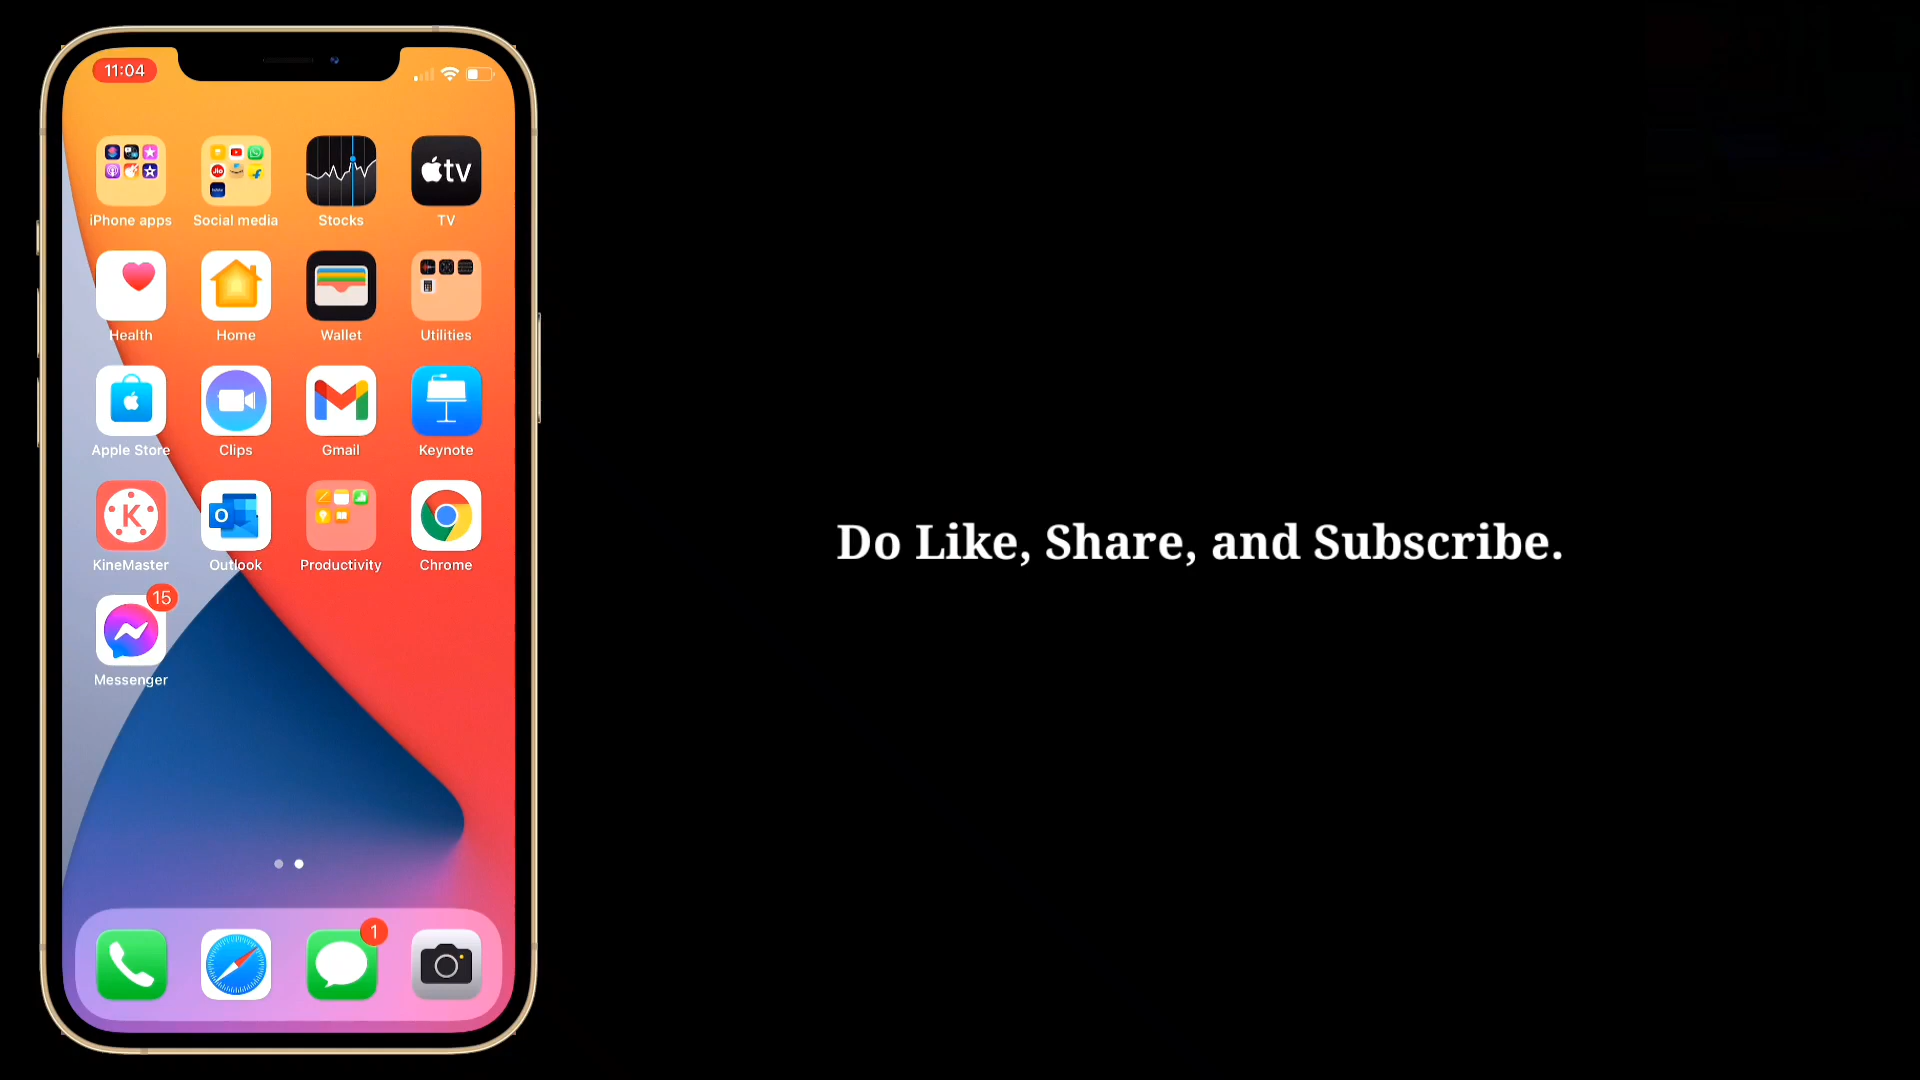 11:04
tv
iPhone apps
Social media
Stocks
TV
Health
Home
Wallet
Utilities
Apple Store
Clips
Gmail
Keynote
K
O
KineMaster
Outlook
Productivity
Chrome
15
Messenger
1
Do Like, Share, and Subscribe.